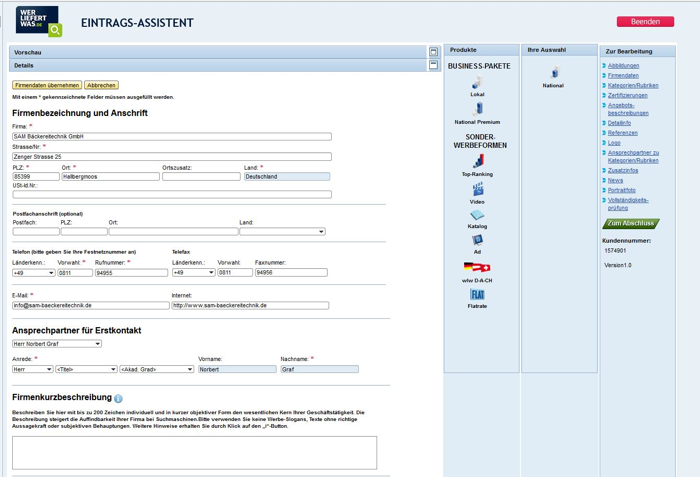 WER
LIEFERT
WAS.DE
EINTRAGS-ASSISTENT
Beenden
Vorschau
Details
Firmendaten übernehmen Abbrechen
Mit einem * gekennzeichnete Felder müssen ausgefüllt werden.
Firmenbezeichnung und Anschrift
Firma: *
SAM Bäckereitechnik GmbH
Strasse/Nr: *
Zenger Strasse 25
PLZ: * Ort: * Ortszusatz: Land: *
85399 Hallbergmoos Deutschland
USt-Id.Nr.:
Postfachanschrift (optional)
Postfach: PLZ: Ort: Land:
Telefon (bitte geben Sie Ihre Festnetznummer an) Telefax
Länderkenn.: Vorwahl: * Rufnummer: * Länderkenn.: Vorwahl: Faxnummer:
+49 0811 94955 +49 0811 94956
E-Mail: * Internet:
info@sam-baeckereitechnik.de http://www.sam-baeckereitechnik.de
Ansprechpartner für Erstkontakt
Herr Norbert Graf
Anrede: * Vorname: Nachname: *
Herr <Titel> <Akad. Grad> Norbert Graf
Firmenkurzbeschreibung i
Beschreiben Sie hier mit bis zu 200 Zeichen individuell und in kurzer objektiver Form den wesentlichen Kern Ihrer Geschäftstätigkeit. Die
Beschreibung steigert die Auffindbarkeit Ihrer Firma bei Suchmaschinen.Bitte verwenden Sie keine Werbe-Slogans, Texte ohne richtige
Aussagekraft oder subjektiven Behauptungen. Weitere Hinweise erhalten Sie durch Klick auf den „i“-Button.
Produkte
BUSINESS-PAKETE
Lokal
National Premium
SONDER-
WERBEFORMEN
Top-Ranking
Video
Katalog
Ad
wlw D-A-CH
FLAT
Flatrate
Ihre Auswahl
National
Zur Bearbeitung
Abbildungen
Firmendaten
Kategorien/Rubriken
Zertifizierungen
Angebots-
beschreibungen
Detailinfo
Referenzen
Logo
Ansprechpartner zu
Kategorien/Rubriken
Zusatzinfos
News
Portraitfoto
Vollständigkeits-
prüfung
Zum Abschluss
Kundennummer:
1574901
Version1.0